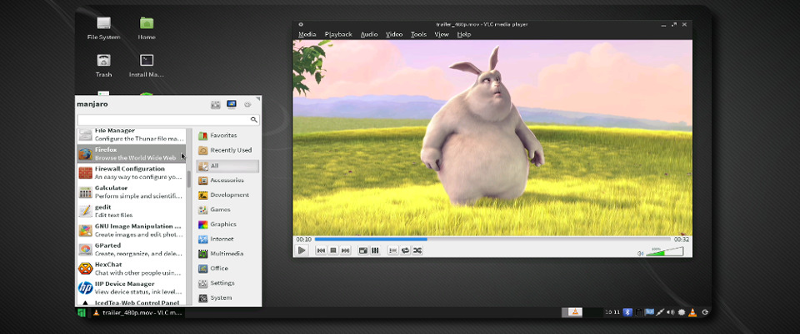 File System
Home
Trash
Install Ma...
manjaro
File Manager
Configure the Thunar file ma...
Firefox
Browse the World Wide Web
Firewall Configuration
An easy way to configure yo...
Galculator
Perform simple and scientifi...
gedit
Edit text files
GNU Image Manipulation ...
Create images and edit phot...
GParted
Create, reorganize, and dele...
HexChat
Chat with other people usin...
HP Device Manager
View device status, ink level...
IcedTea-Web Control Panel
Favorites
Recently Used
All
Accessories
Development
Games
Graphics
Internet
Multimedia
Office
Settings
System
trailer_480p.mov - VLC media player
Media Playback Audio Video Tools View Help
00:10
00:32
trailer_480p.mov - VLC m...
10:11